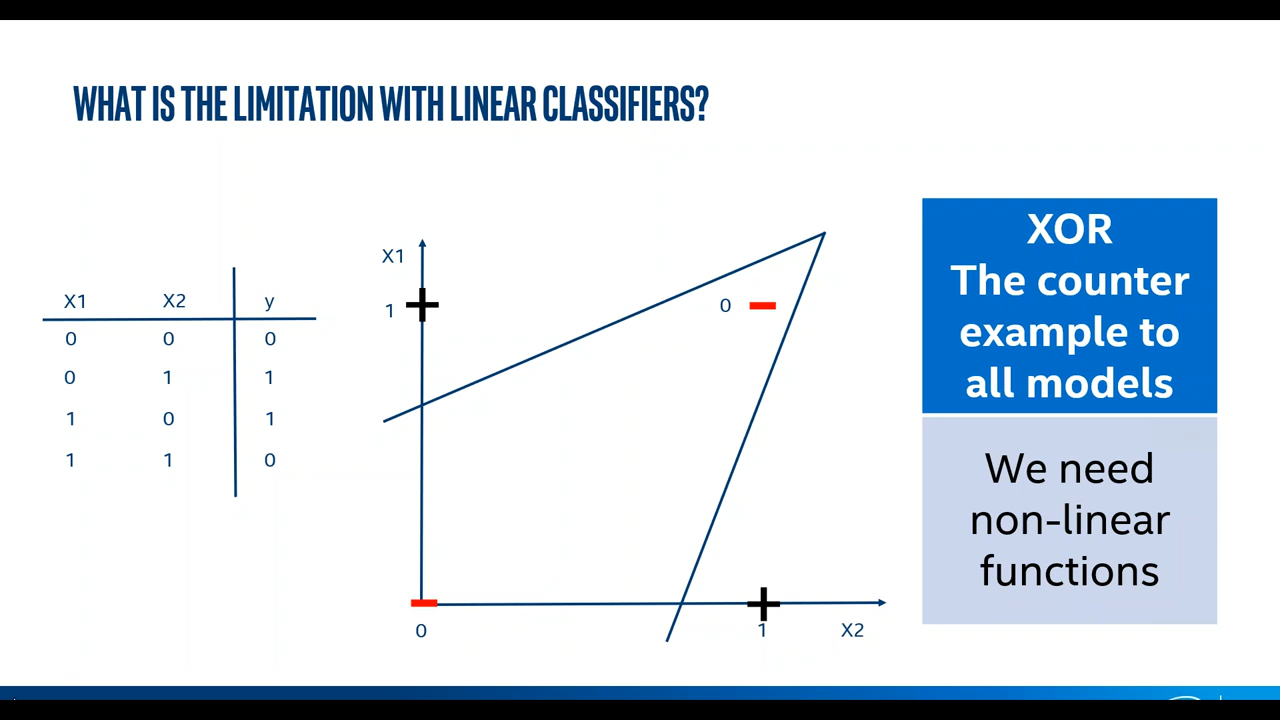 WHAT IS THE LIMITATION WITH LINEAR CLASSIFIERS?
X1 X2 y
0 0 0
0 1 1
1 0 1
1 1 0
X1
1
0
0
1
X2
XOR
The counter
example to
all models
We need
non-linear
functions